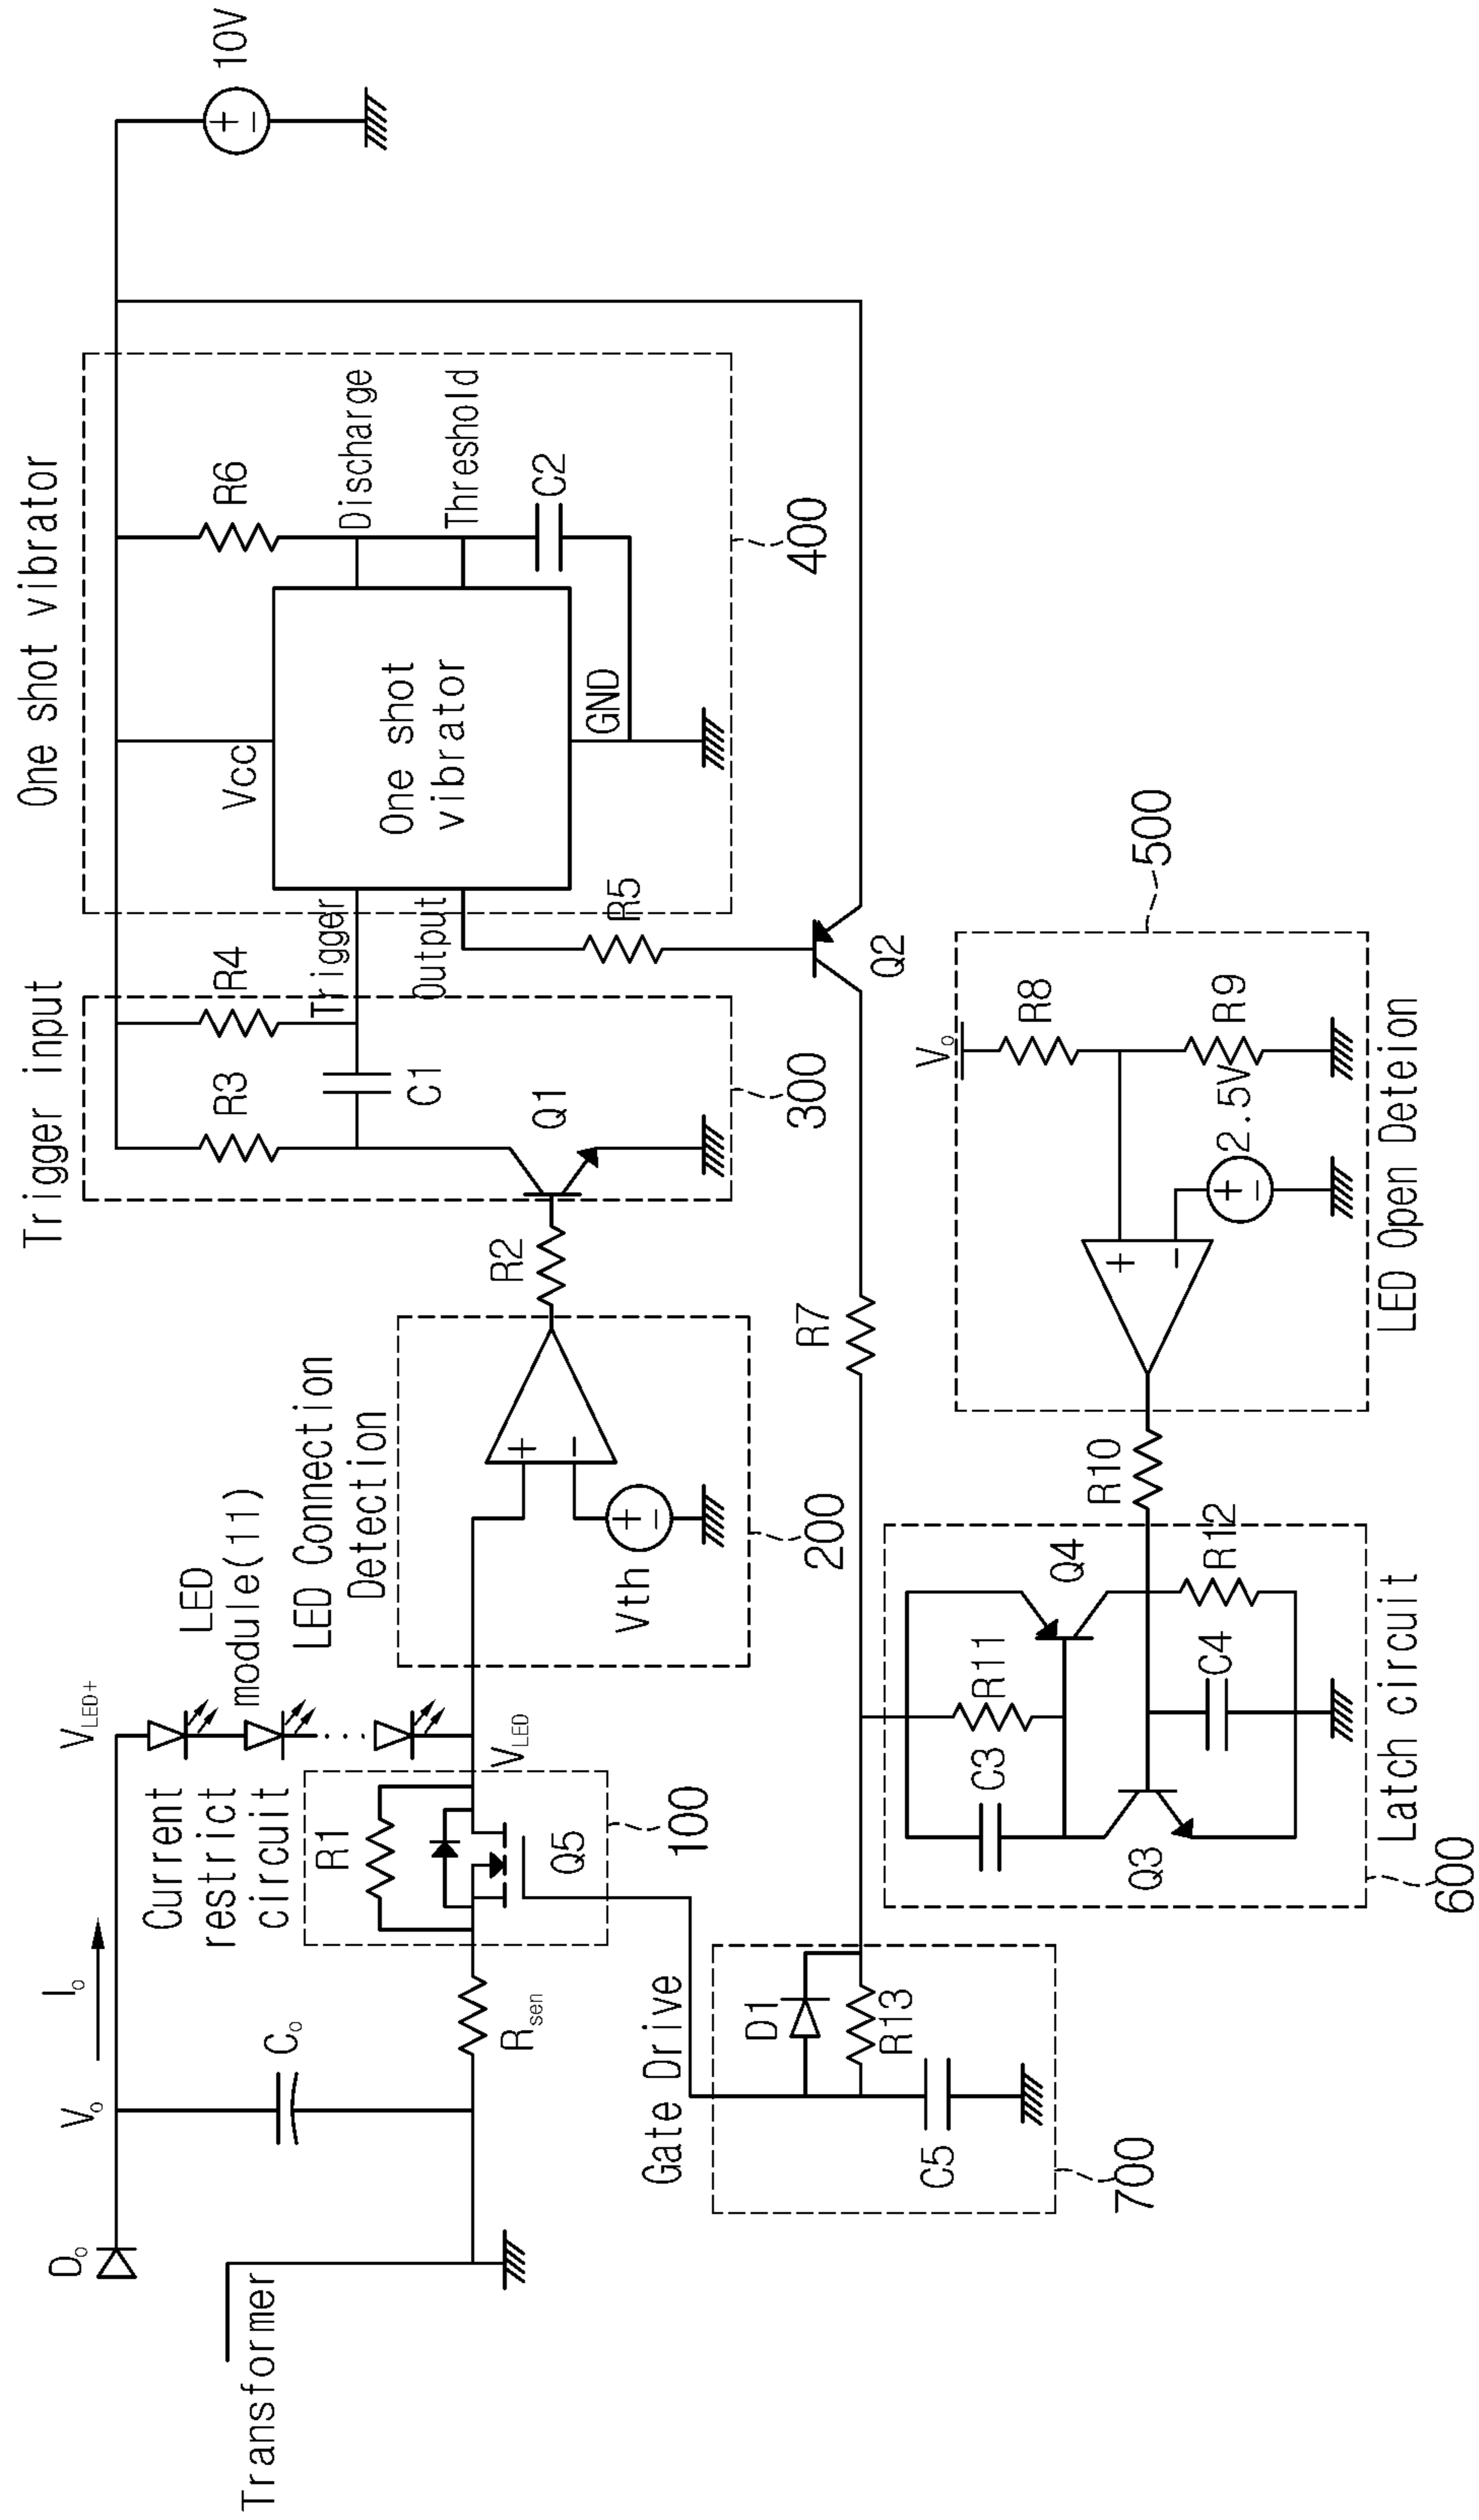 Transformer
Do
Vo
Io
Co
Rsen
Current
restrict
circuit
R1
Q5
100
VLED+
LED
module(11)
VLED
LED Connection
Detection
+
-
Vth
+
-
200
R2
Trigger input
R3
R4
C1
Q1
300
One shot vibrator
Trigger
Output
Vcc
One shot
vibrator
GND
Discharge
Threshold
R6
C2
R5
400
10V
+
-
Q2
R7
Gate Drive
D1
R13
C5
700
C3
R11
Q4
Q3
C4
R12
Latch circuit
600
R10
Vo
R8
R9
+
-
2.5V
+
-
LED Open Deteion
500